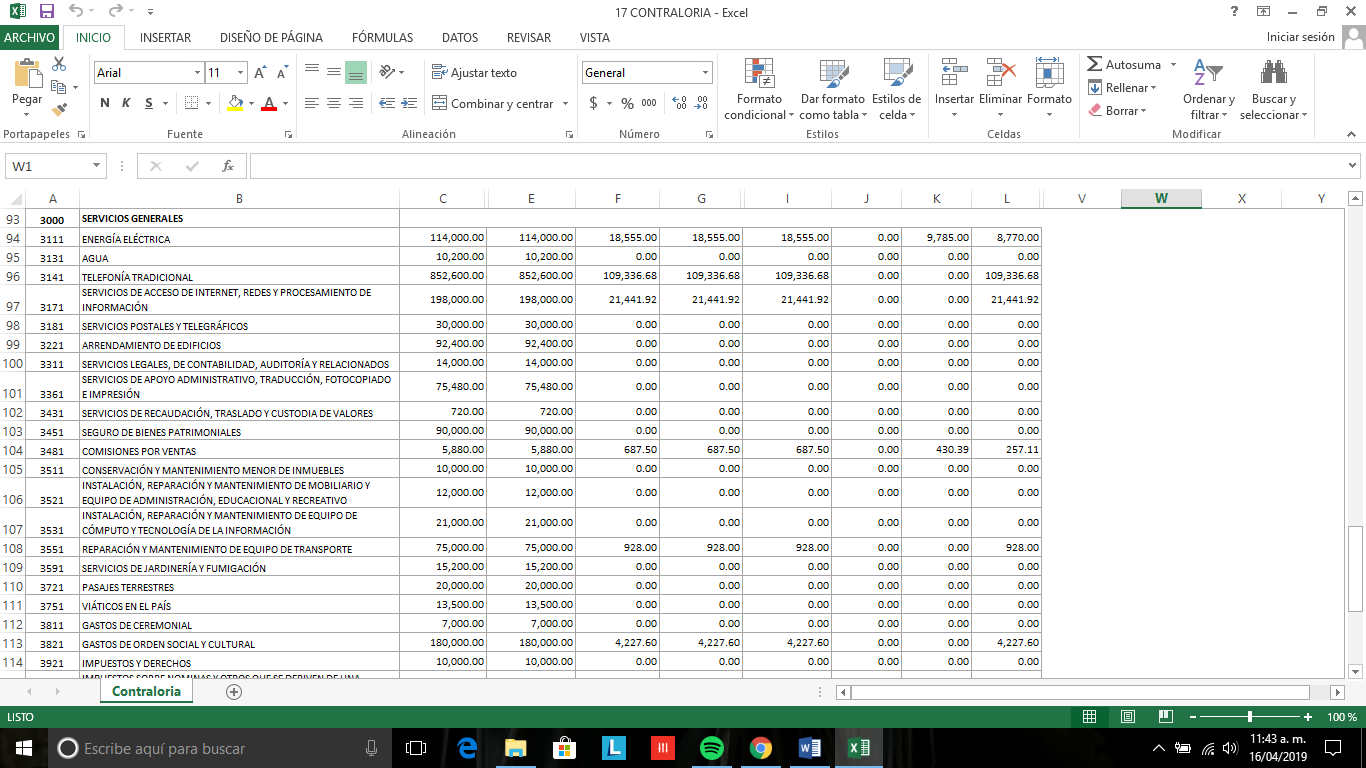 17 CONTRALORIA - Excel
ARCHIVO INICIO INSERTAR DISEÑO DE PÁGINA FÓRMULAS DATOS REVISAR VISTA Iniciar sesión
Arial 11 Ajustar texto General Autosuma
Rellenar
Pegar N K S A Combinar y centrar $ % 000 Formato condicional Dar formato como tabla Estilos de celda Insertar Eliminar Formato Borrar Ordenar y filtrar Buscar y seleccionar
Portapapeles Fuente Alineación Número Estilos Celdas Modificar
W1 fx
A B C E F G I J K L V W X Y
93 3000 SERVICIOS GENERALES
94 3111 ENERGÍA ELÉCTRICA 114,000.00 114,000.00 18,555.00 18,555.00 18,555.00 0.00 9,785.00 8,770.00
95 3131 AGUA 10,200.00 10,200.00 0.00 0.00 0.00 0.00 0.00 0.00
96 3141 TELEFONÍA TRADICIONAL 852,600.00 852,600.00 109,336.68 109,336.68 109,336.68 0.00 0.00 109,336.68
SERVICIOS DE ACCESO DE INTERNET, REDES Y PROCESAMIENTO DE
97 3171 INFORMACIÓN 198,000.00 198,000.00 21,441.92 21,441.92 21,441.92 0.00 0.00 21,441.92
98 3181 SERVICIOS POSTALES Y TELEGRÁFICOS 30,000.00 30,000.00 0.00 0.00 0.00 0.00 0.00 0.00
99 3221 ARRENDAMIENTO DE EDIFICIOS 92,400.00 92,400.00 0.00 0.00 0.00 0.00 0.00 0.00
100 3311 SERVICIOS LEGALES, DE CONTABILIDAD, AUDITORÍA Y RELACIONADOS 14,000.00 14,000.00 0.00 0.00 0.00 0.00 0.00 0.00
SERVICIOS DE APOYO ADMINISTRATIVO, TRADUCCIÓN, FOTOCOPIADO
101 3361 E IMPRESIÓN 75,480.00 75,480.00 0.00 0.00 0.00 0.00 0.00 0.00
102 3431 SERVICIOS DE RECAUDACIÓN, TRASLADO Y CUSTODIA DE VALORES 720.00 720.00 0.00 0.00 0.00 0.00 0.00 0.00
103 3451 SEGURO DE BIENES PATRIMONIALES 90,000.00 90,000.00 0.00 0.00 0.00 0.00 0.00 0.00
104 3481 COMISIONES POR VENTAS 5,880.00 5,880.00 687.50 687.50 687.50 0.00 430.39 257.11
105 3511 CONSERVACIÓN Y MANTENIMIENTO MENOR DE INMUEBLES 10,000.00 10,000.00 0.00 0.00 0.00 0.00 0.00 0.00
INSTALACIÓN, REPARACIÓN Y MANTENIMIENTO DE MOBILIARIO Y
106 3521 EQUIPO DE ADMINISTRACIÓN, EDUCACIONAL Y RECREATIVO 12,000.00 12,000.00 0.00 0.00 0.00 0.00 0.00 0.00
INSTALACIÓN, REPARACIÓN Y MANTENIMIENTO DE EQUIPO DE
107 3531 CÓMPUTO Y TECNOLOGÍA DE LA INFORMACIÓN 21,000.00 21,000.00 0.00 0.00 0.00 0.00 0.00 0.00
108 3551 REPARACIÓN Y MANTENIMIENTO DE EQUIPO DE TRANSPORTE 75,000.00 75,000.00 928.00 928.00 928.00 0.00 0.00 928.00
109 3591 SERVICIOS DE JARDINERÍA Y FUMIGACIÓN 15,200.00 15,200.00 0.00 0.00 0.00 0.00 0.00 0.00
110 3721 PASAJES TERRESTRES 20,000.00 20,000.00 0.00 0.00 0.00 0.00 0.00 0.00
111 3751 VIÁTICOS EN EL PAÍS 13,500.00 13,500.00 0.00 0.00 0.00 0.00 0.00 0.00
112 3811 GASTOS DE CEREMONIAL 7,000.00 7,000.00 0.00 0.00 0.00 0.00 0.00 0.00
113 3821 GASTOS DE ORDEN SOCIAL Y CULTURAL 180,000.00 180,000.00 4,227.60 4,227.60 4,227.60 0.00 0.00 4,227.60
114 3921 IMPUESTOS Y DERECHOS 10,000.00 10,000.00 0.00 0.00 0.00 0.00 0.00 0.00
IMPUESTOS SOBRE NOMINAS Y OTROS QUE SE DERIVEN DE UNA
Contraloria
LISTO 100 %
Escribe aquí para buscar 11:43 a. m.
16/04/2019